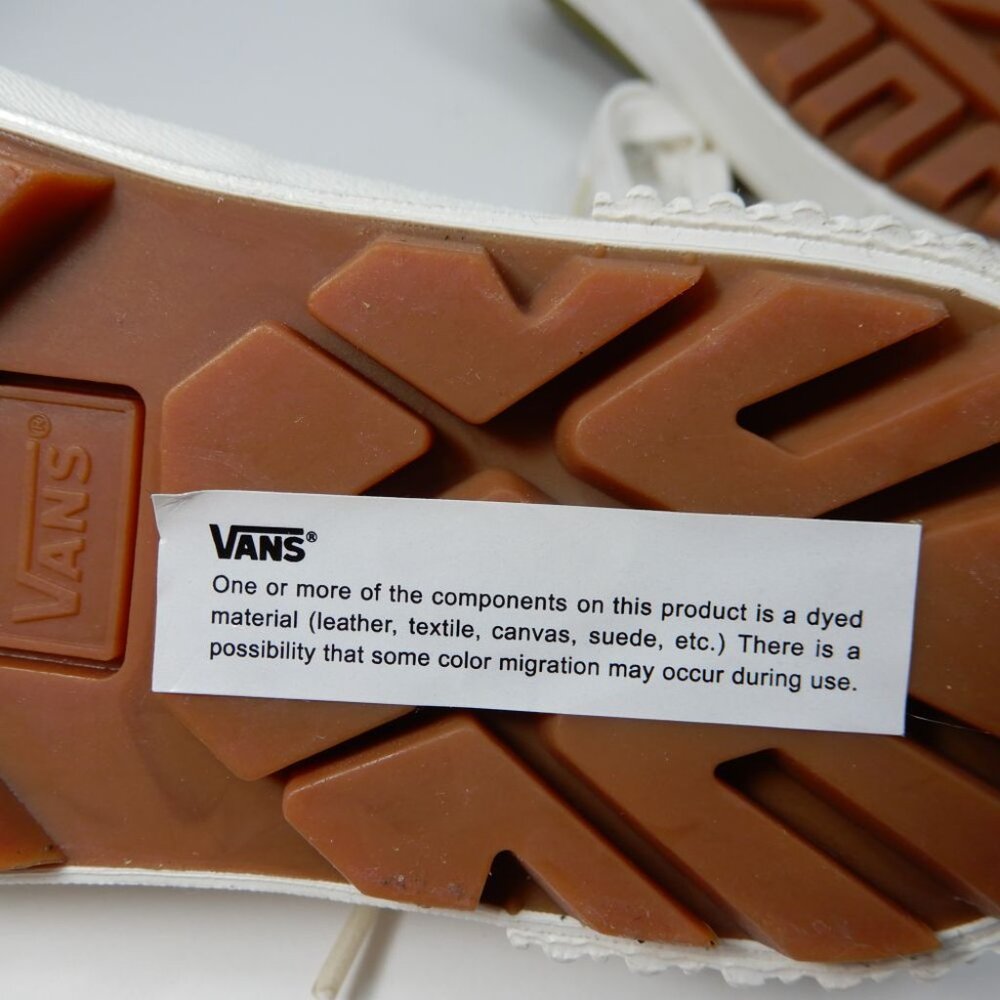 VANS®
VANS®
One or more of the components on this product is a dyed
material (leather, textile, canvas, suede, etc.) There is a
possibility that some color migration may occur during use.